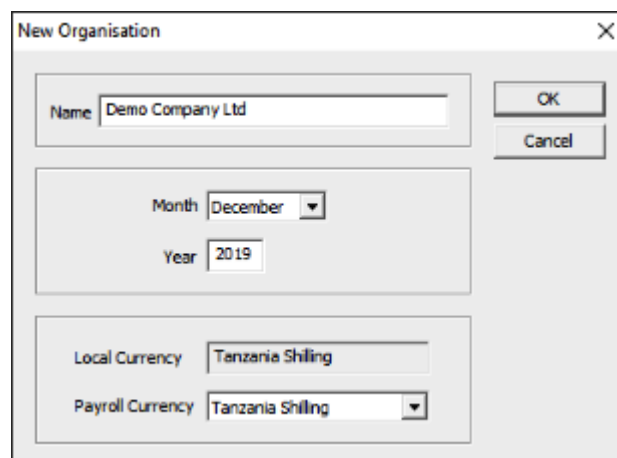 New Organisation
Name Demo Company Ltd
OK
Cancel
Month December
Year 2019
Local Currency Tanzania Shilling
Payroll Currency Tanzania Shilling